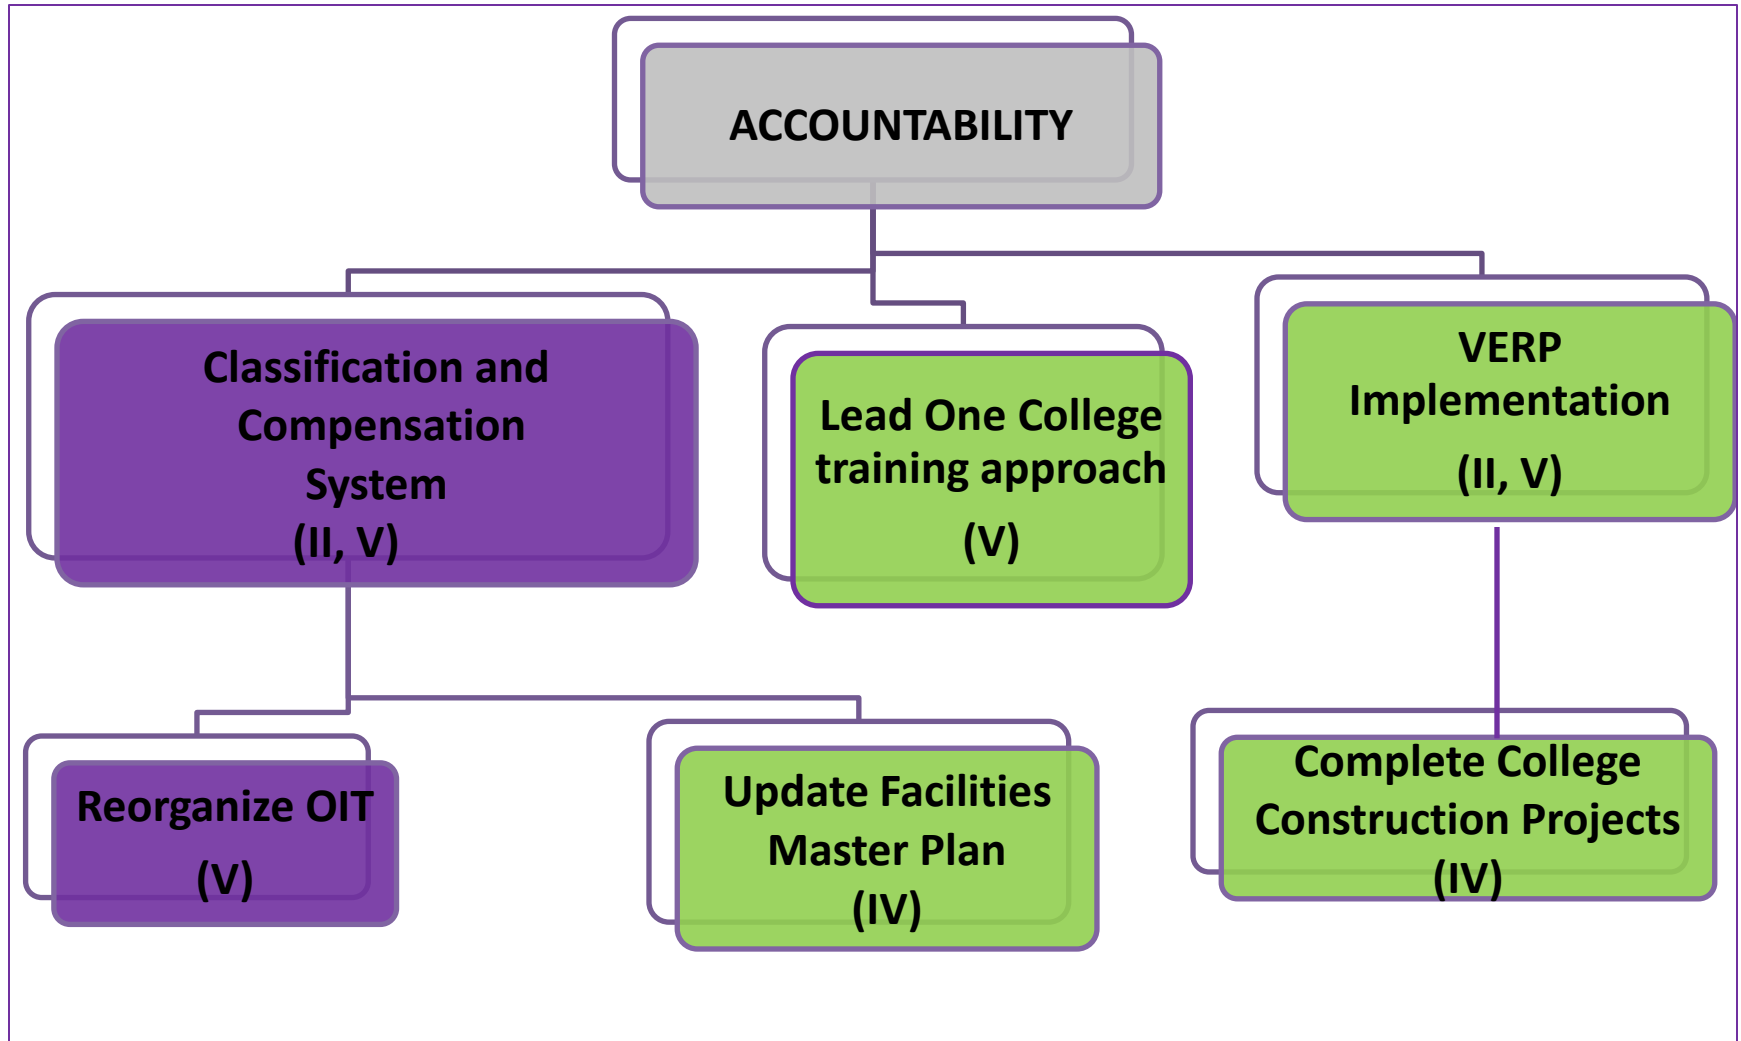 ACCOUNTABILITY
Classification and
Compensation
System
(II, V)
Lead One College
training approach
(V)
VERP
Implementation
(II, V)
Reorganize OIT
(V)
Update Facilities
Master Plan
(IV)
Complete College
Construction Projects
(IV)